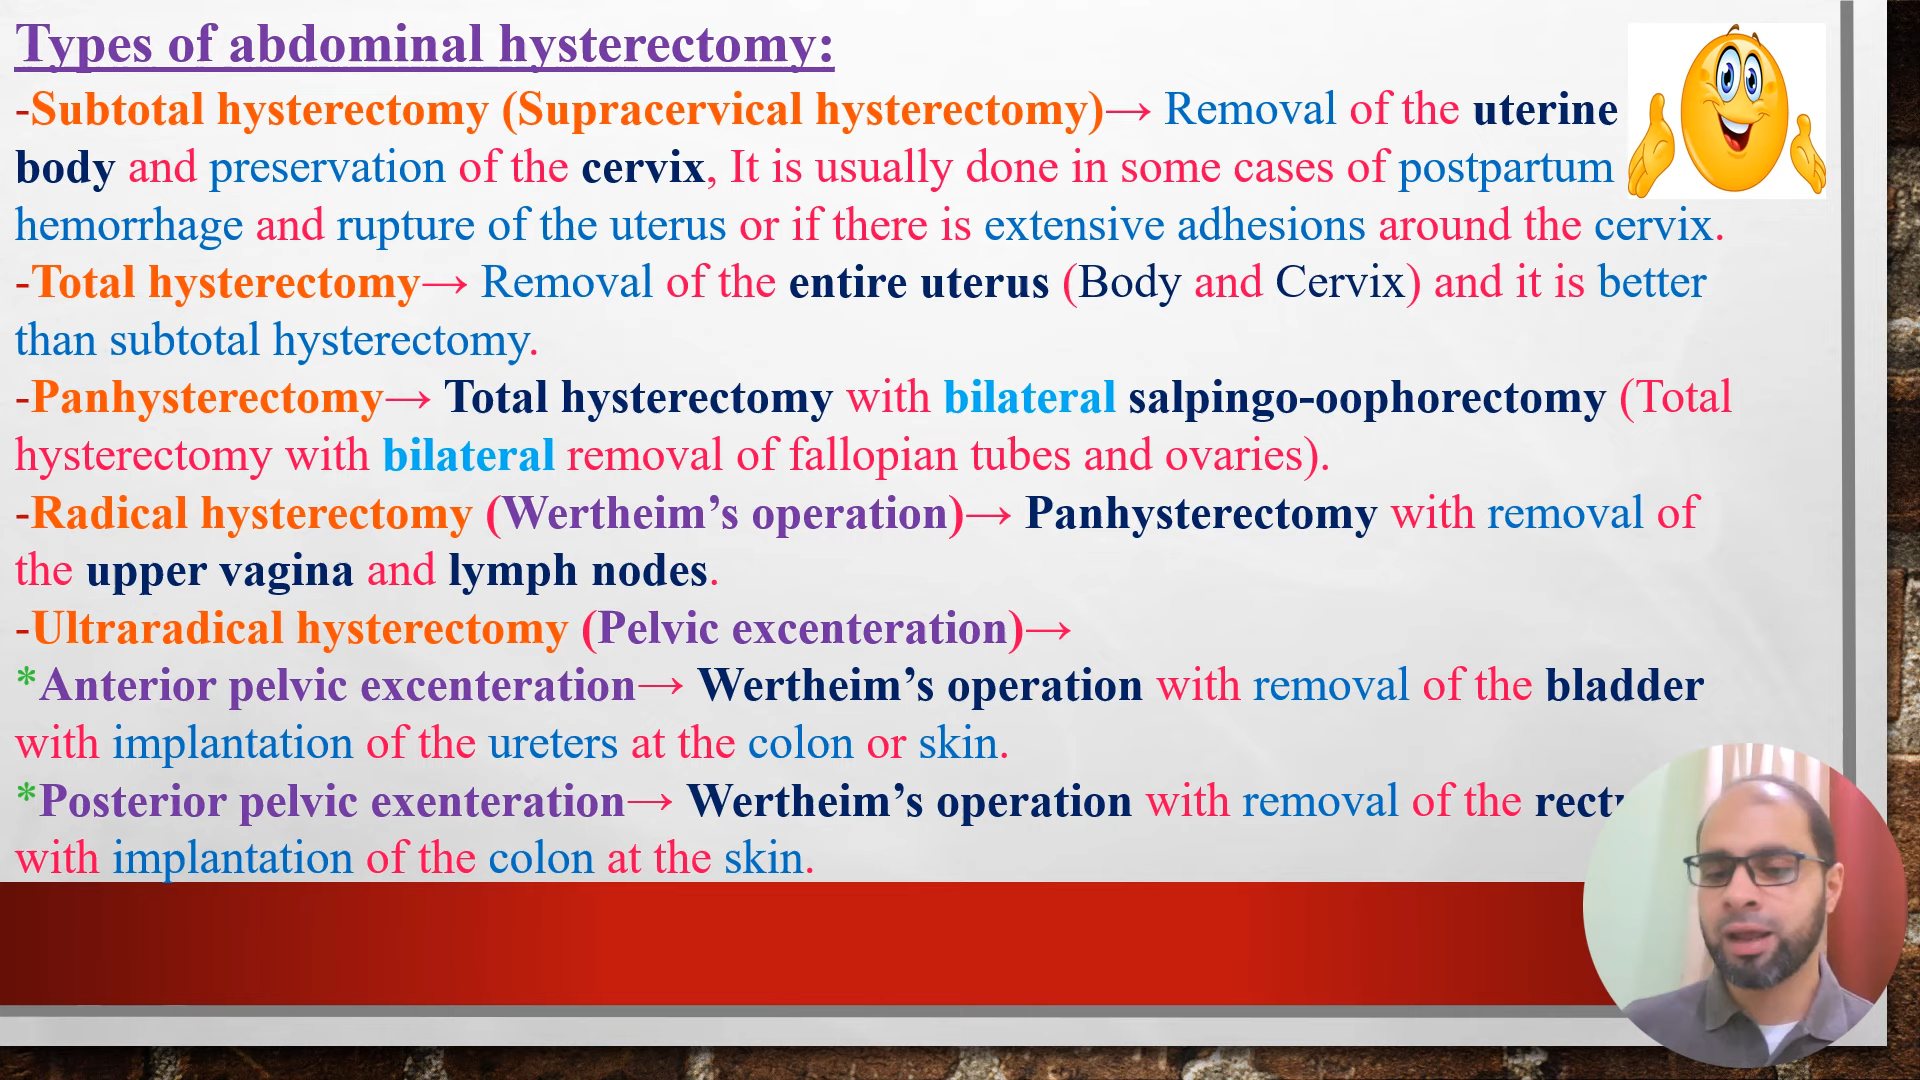 Types of abdominal hysterectomy:
-Subtotal hysterectomy (Supracervical hysterectomy)→ Removal of the uterine
body and preservation of the cervix, It is usually done in some cases of postpartum
hemorrhage and rupture of the uterus or if there is extensive adhesions around the cervix.
-Total hysterectomy→ Removal of the entire uterus (Body and Cervix) and it is better
than subtotal hysterectomy.
-Panhysterectomy→ Total hysterectomy with bilateral salpingo-oophorectomy (Total
hysterectomy with bilateral removal of fallopian tubes and ovaries).
-Radical hysterectomy (Wertheim’s operation)→ Panhysterectomy with removal of
the upper vagina and lymph nodes.
-Ultraradical hysterectomy (Pelvic excenteration)→
*Anterior pelvic excenteration→ Wertheim’s operation with removal of the bladder
with implantation of the ureters at the colon or skin.
*Posterior pelvic exenteration→ Wertheim’s operation with removal of the
with implantation of the colon at the skin.